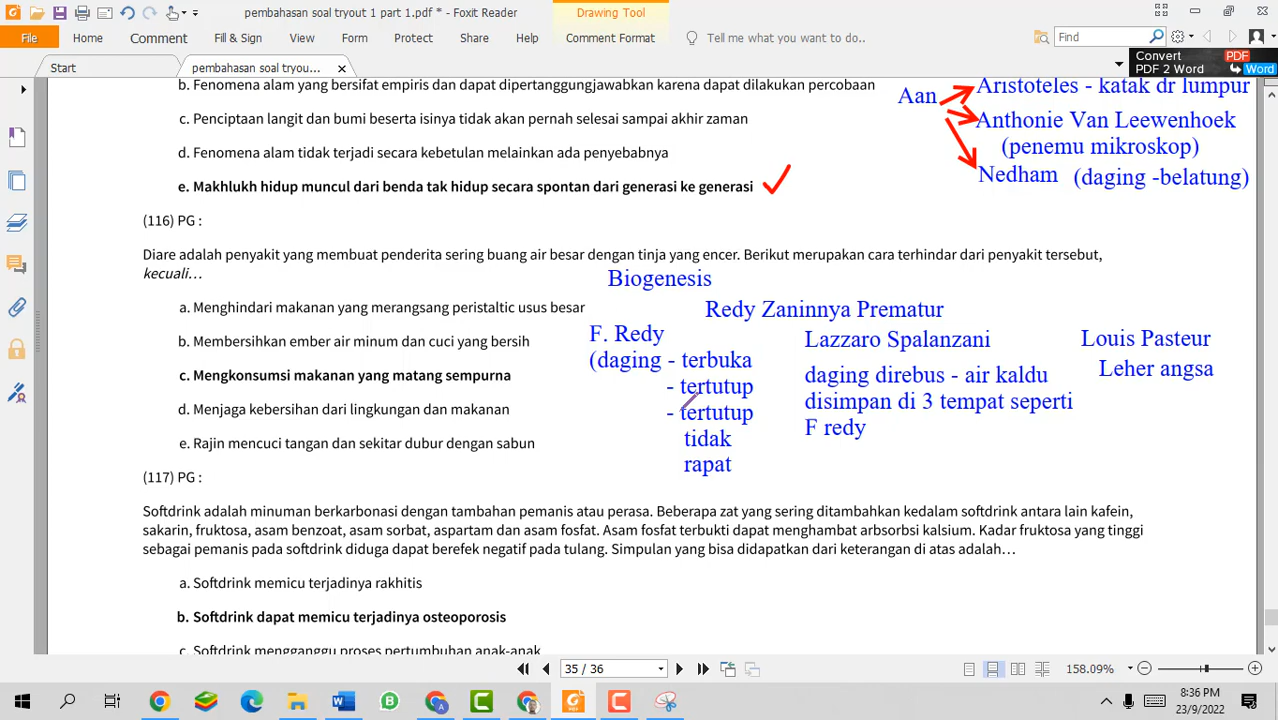 pembahasan soal tryout 1 part 1.pdf * - Foxit Reader
Drawing Tool
File
Home
Comment
Fill & Sign
View
Form
Protect
Share
Help
Comment Format
Tell me what you want to do..
Find
Start
pembahasan soal tryou...
Convert PDF
PDF 2 Word Word
b. Fenomena alam yang bersifat empiris dan dapat dipertanggungjawabkan karena dapat dilakukan percobaan
c. Penciptaan langit dan bumi beserta isinya tidak akan pernah selesai sampai akhir zaman
d. Fenomena alam tidak terjadi secara kebetulan melainkan ada penyebabnya
e. Makhlukh hidup muncul dari benda tak hidup secara spontan dari generasi ke generasi
Aan
Aristoteles - katak dr lumpur
Anthonie Van Leewenhoek
(penemu mikroskop)
Nedham (daging -belatung)
(116) PG :
Diare adalah penyakit yang membuat penderita sering buang air besar dengan tinja yang encer. Berikut merupakan cara terhindar dari penyakit tersebut,
kecuali...
a. Menghindari makanan yang merangsang peristaltic usus besar
b. Membersihkan ember air minum dan cuci yang bersih
c. Mengkonsumsi makanan yang matang sempurna
d. Menjaga kebersihan dari lingkungan dan makanan
e. Rajin mencuci tangan dan sekitar dubur dengan sabun
Biogenesis
Redy Zaninnya Prematur
F. Redy
(daging - terbuka
- tertutup
- tertutup
tidak
rapat
Lazzaro Spalanzani
daging direbus - air kaldu
disimpan di 3 tempat seperti
F redy
Louis Pasteur
Leher angsa
(117) PG :
Softdrink adalah minuman berkarbonasi dengan tambahan pemanis atau perasa. Beberapa zat yang sering ditambahkan kedalam softdrink antara lain kafein,
sakarin, fruktosa, asam benzoat, asam sorbat, aspartam dan asam fosfat. Asam fosfat terbukti dapat menghambat arbsorbsi kalsium. Kadar fruktosa yang tinggi
sebagai pemanis pada softdrink diduga dapat berefek negatif pada tulang. Simpulan yang bisa didapatkan dari keterangan di atas adalah...
a. Softdrink memicu terjadinya rakhitis
b. Softdrink dapat memicu terjadinya osteoporosis
c. Softdrink mengganggu proses pertumbuhan anak-anak
35 / 36
158.09%
8:36 PM
23/9/2022